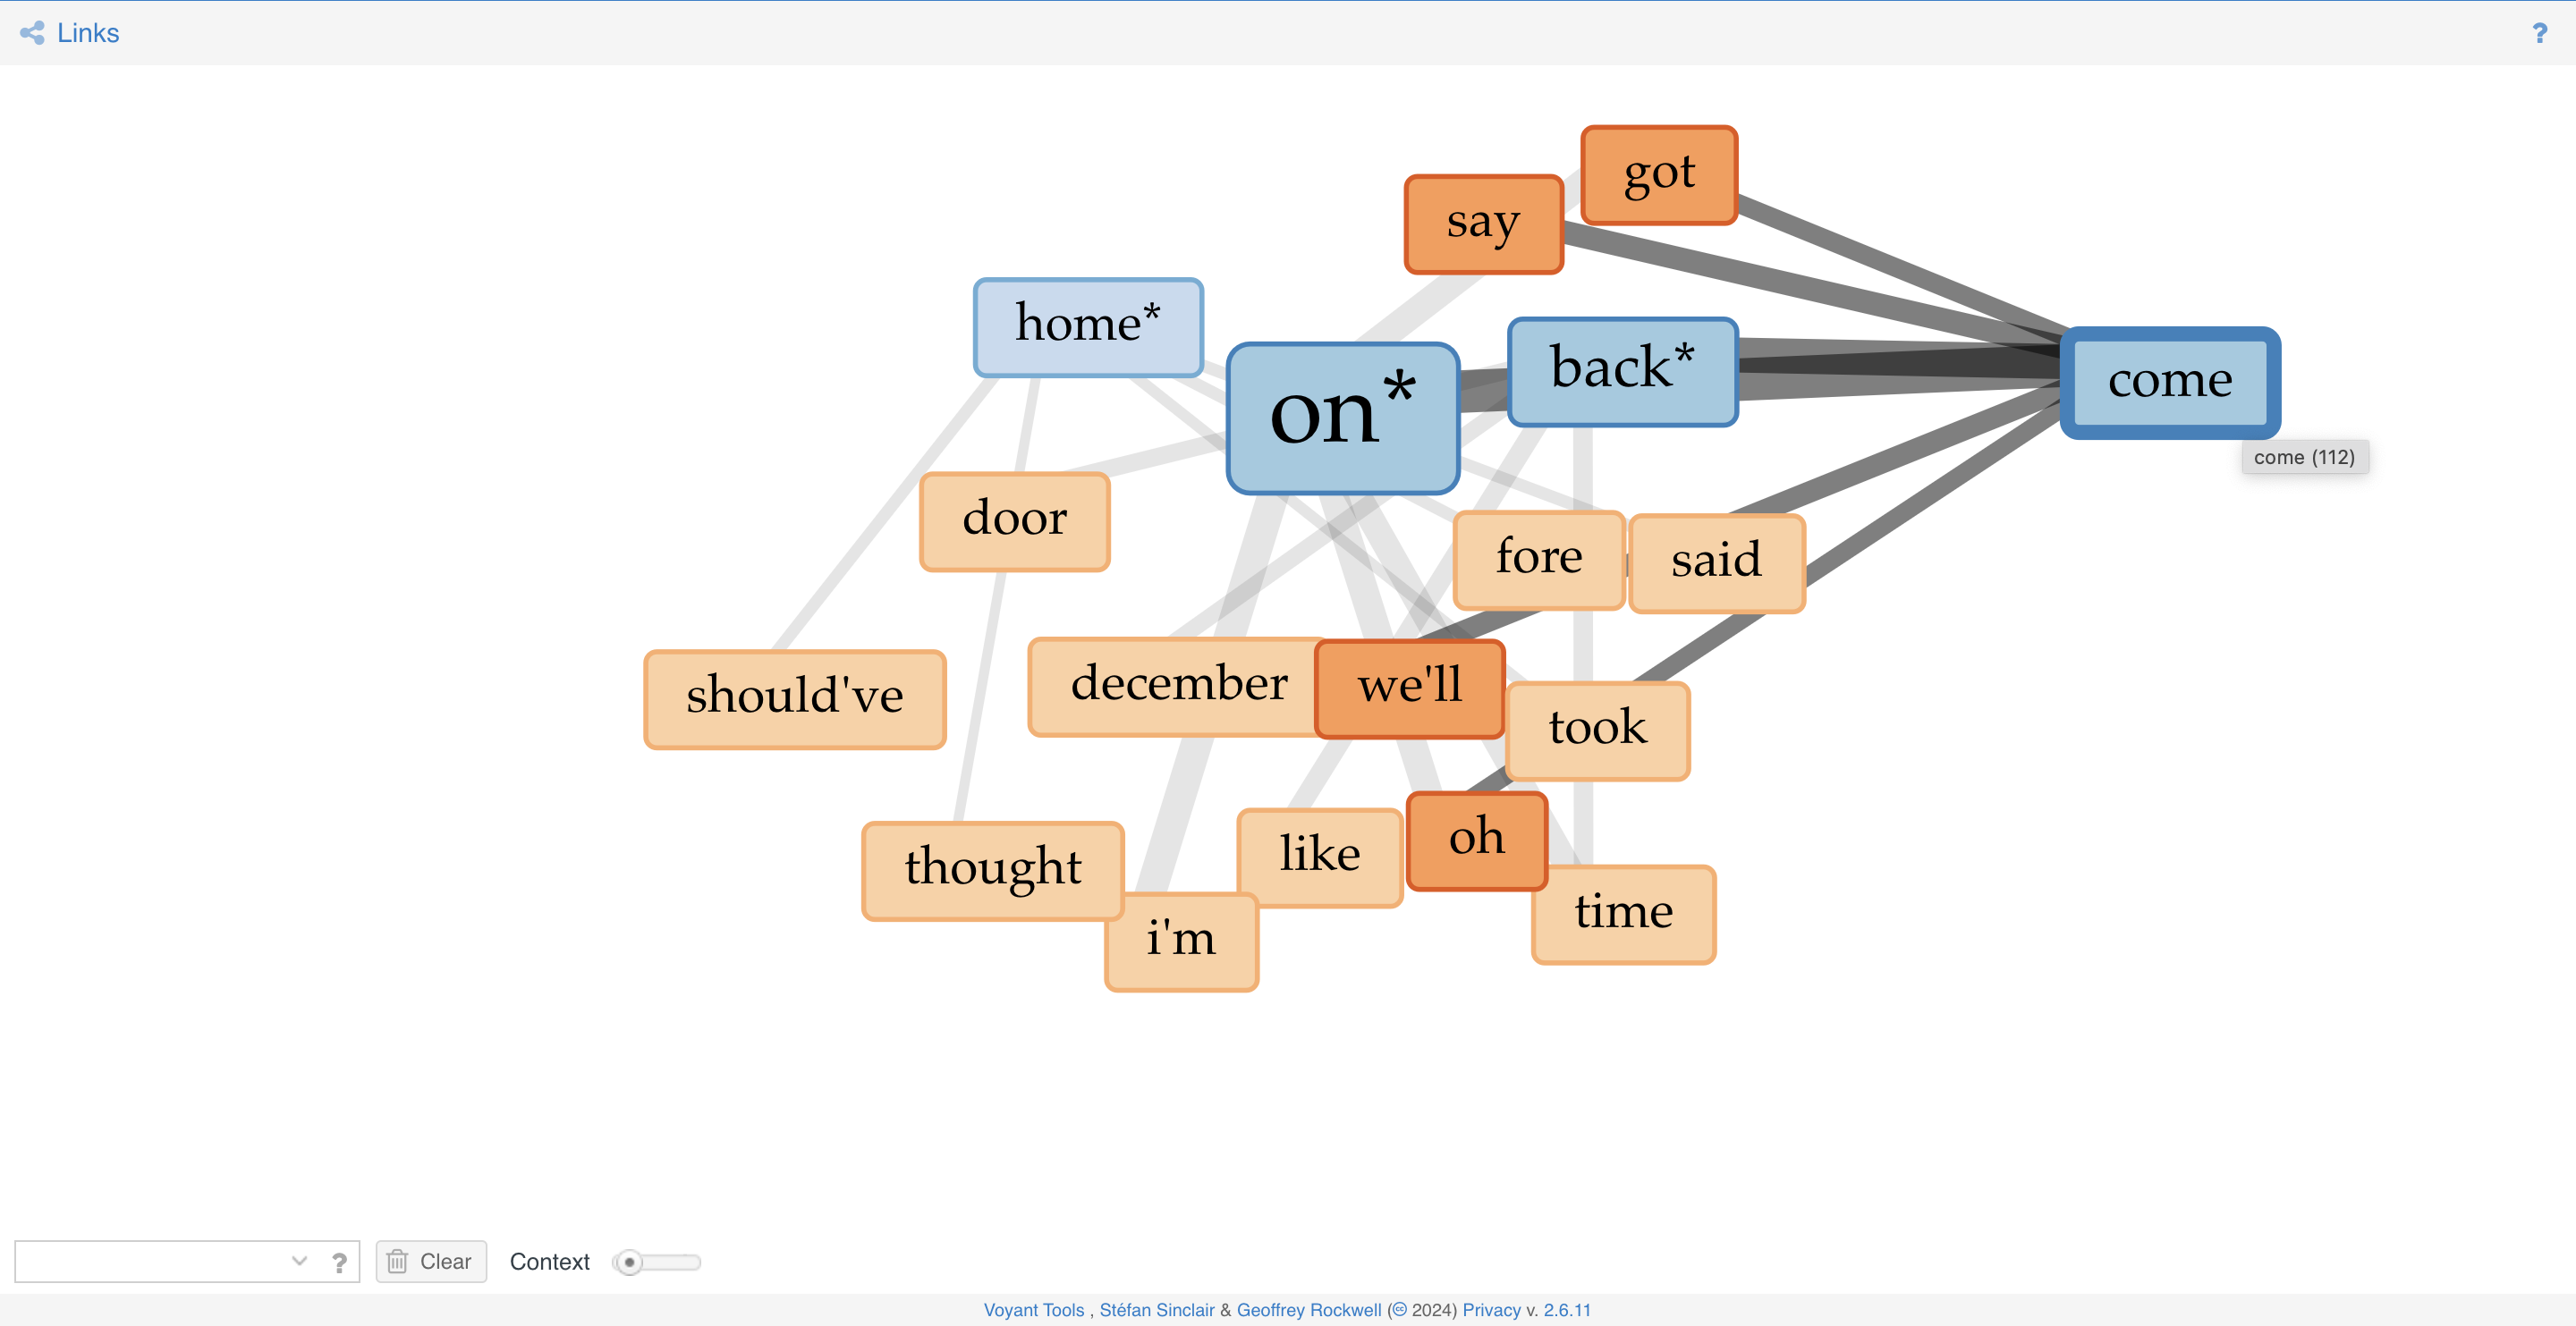 Links
?
got
say
home*
back*
on*
come
come (112)
door
fore
said
december
we'll
should've
took
oh
like
thought
time
i'm
?
Clear
Context
Voyant Tools , Stéfan Sinclair & Geoffrey Rockwell (cc 2024) Privacy v. 2.6.11